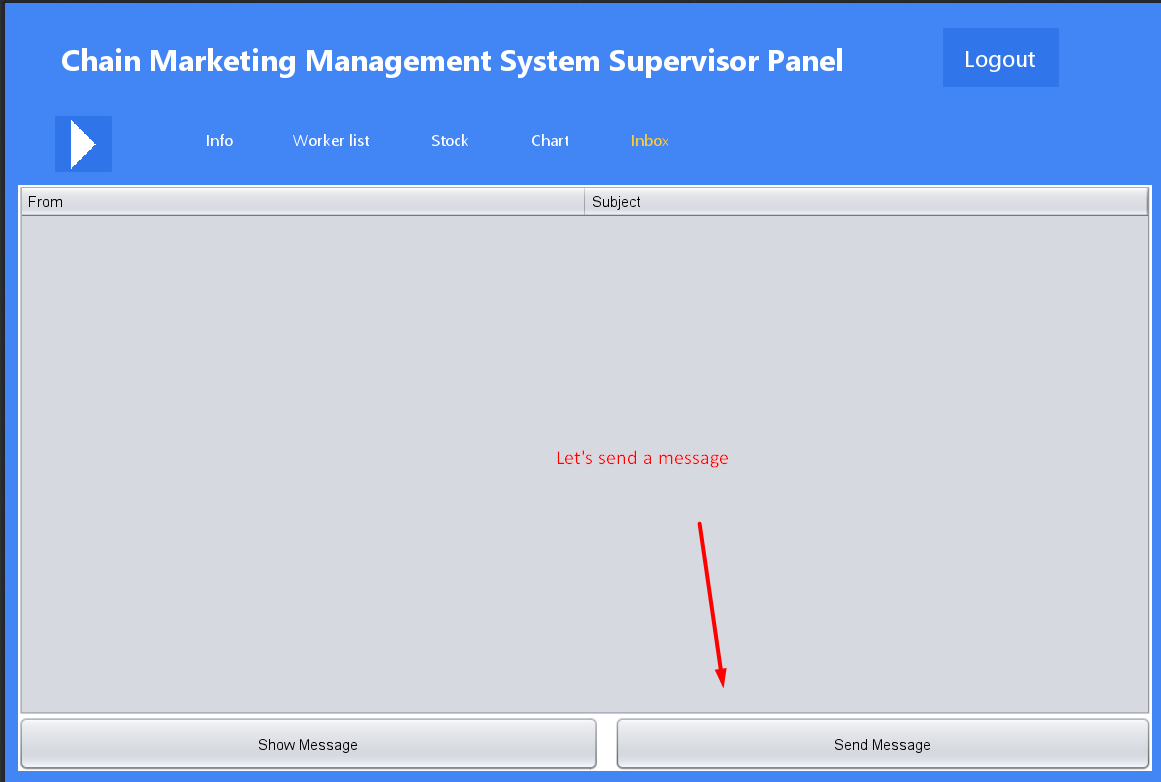 Chain Marketing Management System Supervisor Panel
Logout
Info Worker list Stock Chart Inbox
From Subject
Let's send a message
Show Message Send Message